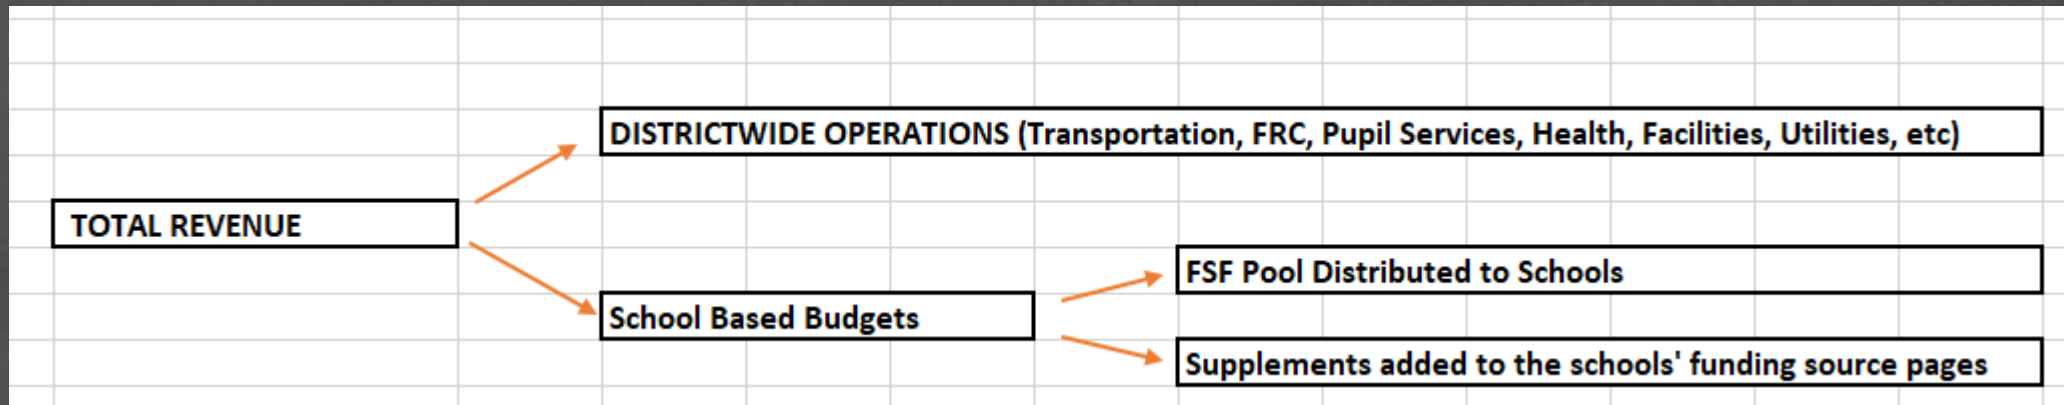 DISTRICTWIDE OPERATIONS (Transportation, FRC, Pupil Services, Health, Facilities, Utilities, etc)
TOTAL REVENUE
FSF Pool Distributed to Schools
School Based Budgets
Supplements added to the schools' funding source pages